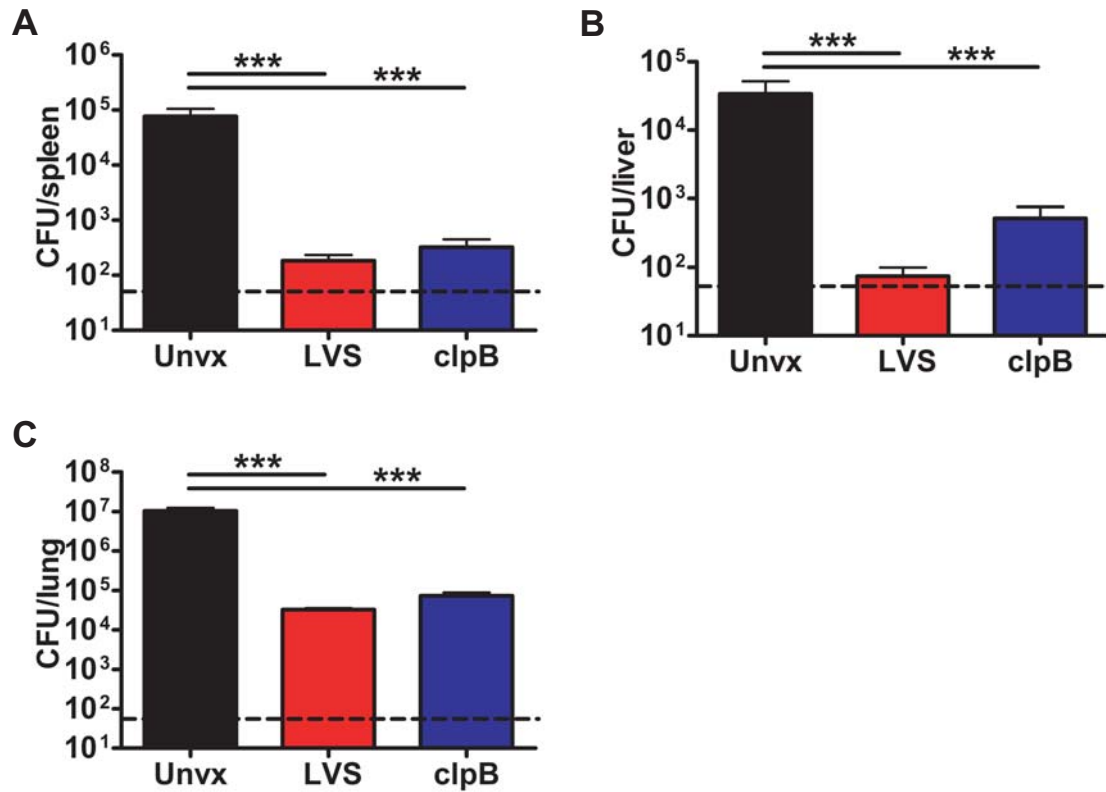 A
CFU/spleen
10⁶
10⁵
10⁴
10³
10²
10¹
***
***
Unvx LVS clpB
B
CFU/liver
10⁵
10⁴
10³
10²
10¹
***
***
Unvx LVS clpB
C
CFU/lung
10⁸
10⁷
10⁶
10⁵
10⁴
10³
10²
10¹
***
***
Unvx LVS clpB